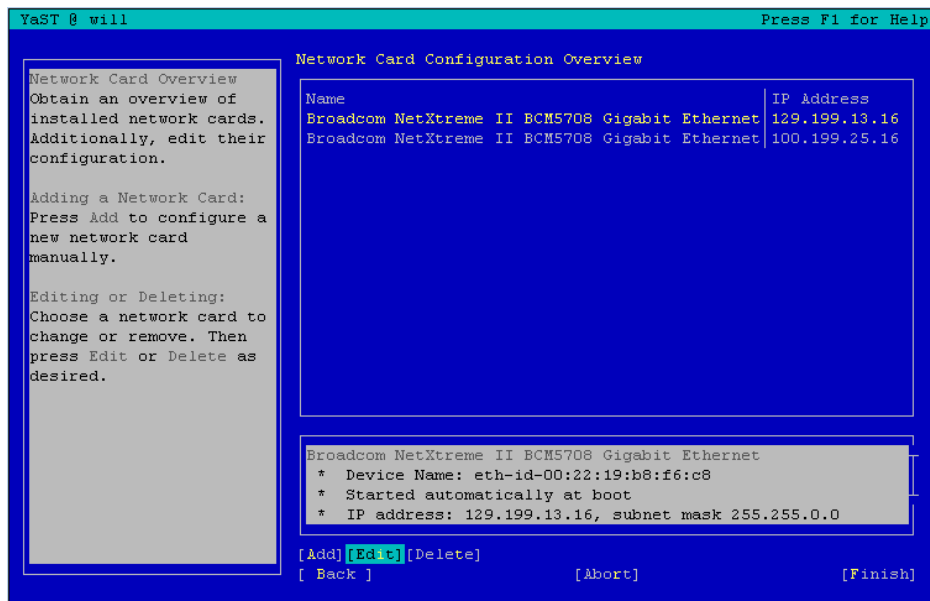 YaST @ will Press F1 for Help
Network Card Overview
Obtain an overview of
installed network cards.
Additionally, edit their
configuration.
Adding a Network Card:
Press Add to configure a
new network card
manually.
Editing or Deleting:
Choose a network card to
change or remove. Then
press Edit or Delete as
desired.
Network Card Configuration Overview
Name IP Address
Broadcom NetXtreme II BCM5708 Gigabit Ethernet 129.199.13.16
Broadcom NetXtreme II BCM5708 Gigabit Ethernet 100.199.25.16
Broadcom NetXtreme II BCM5708 Gigabit Ethernet
* Device Name: eth-id-00:22:19:b8:f6:c8
* Started automatically at boot
* IP address: 129.199.13.16, subnet mask 255.255.0.0
[Add][Edit][Delete]
[ Back ] [Abort] [Finish]